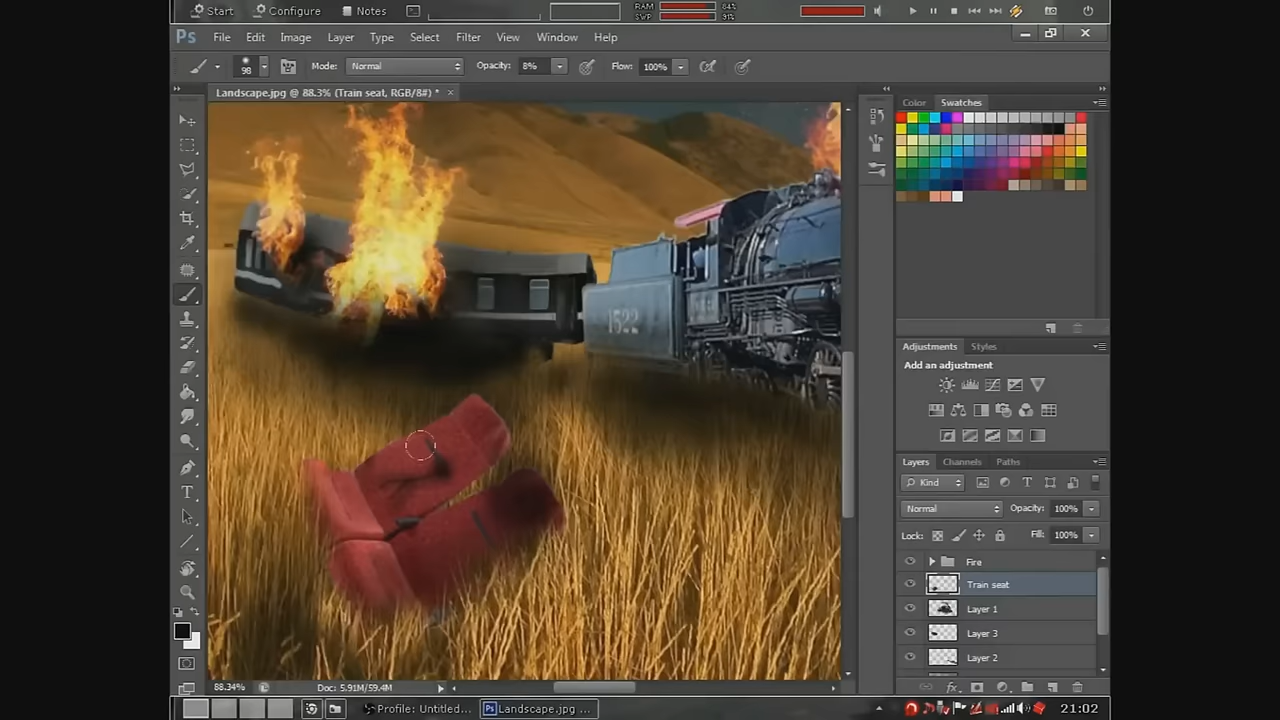 Start Configure Notes RAM 84%
SWP 91%
Ps File Edit Image Layer Type Select Filter View Window Help
98 Mode: Normal Opacity: 8% Flow: 100%
Landscape.jpg @ 88.3% (Train seat, RGB/8#) * ×
Color Swatches
1522
Adjustments Styles
Add an adjustment
Layers Channels Paths
Kind
Normal Opacity: 100%
Lock: Fill: 100%
Fire
Train seat
Layer 1
Layer 3
Layer 2
88.34% Doc: 5.91M/59.4M
Profile: Untitled... Ps Landscape.jpg ... 21:02